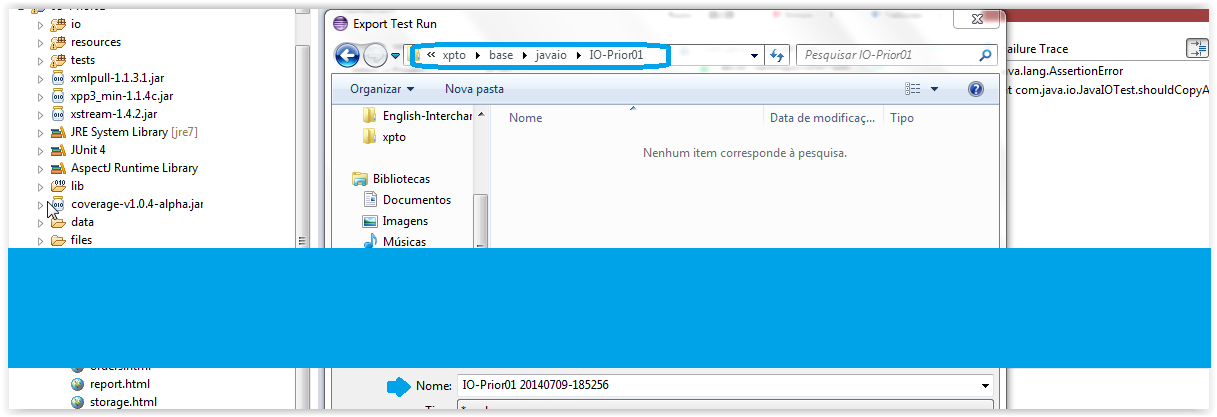 io
resources
tests
xmlpull-1.1.3.1.jar
xpp3_min-1.1.4c.jar
xstream-1.4.2.jar
JRE System Library [jre7]
JUnit 4
AspectJ Runtime Library
lib
coverage-v1.0.4-alpha.jar
data
files
report.html
storage.html
Export Test Run
« xpto base javaio IO-Prior01
Pesquisar IO-Prior01
Organizar Nova pasta
English-Interchar
xpto
Bibliotecas
Documentos
Imagens
Músicas
Nome Data de modificaç... Tipo
Nenhum item corresponde à pesquisa.
Nome: IO-Prior01 20140709-185256
ailure Trace
va.lang.AssertionError
t com.java.io.JavaIOTest.shouldCopyA